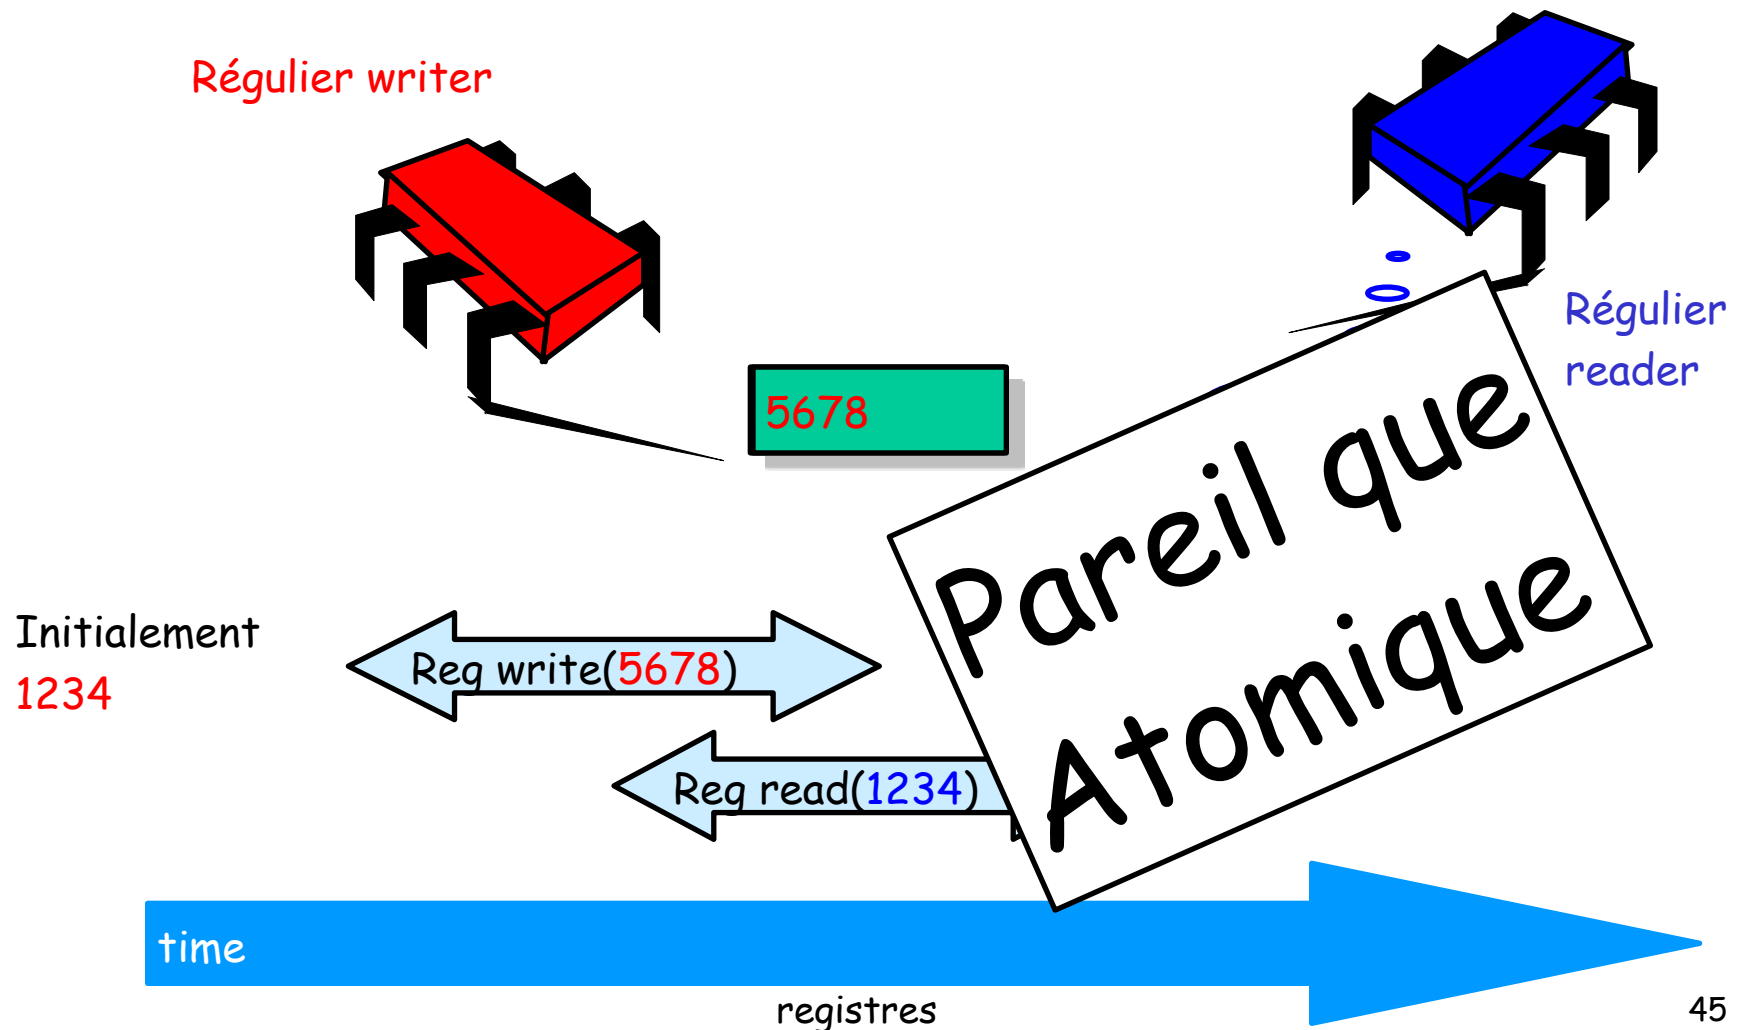 Régulier writer
Régulier
reader
5678
Pareil que
Atomique
Initialement
1234
Reg write(5678)
Reg read(1234)
time
registres
45